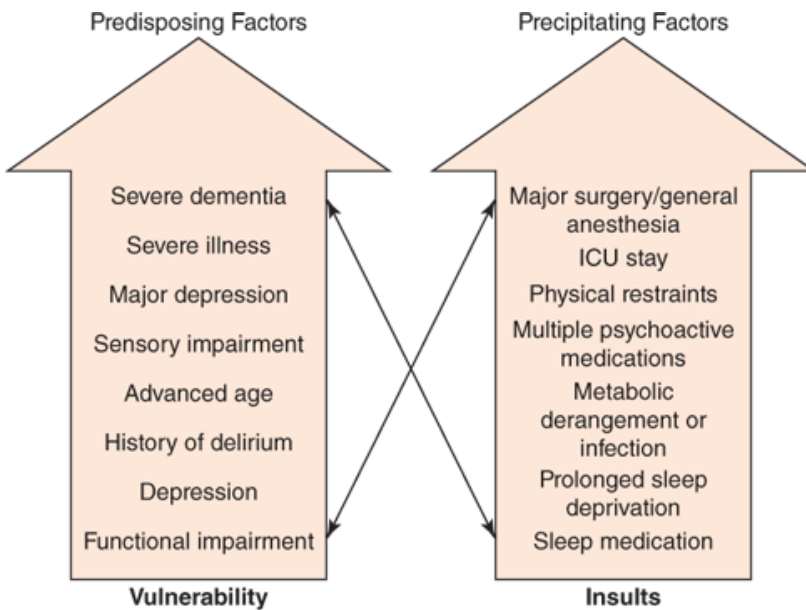 Predisposing Factors
Severe dementia
Severe illness
Major depression
Sensory impairment
Advanced age
History of delirium
Depression
Functional impairment
Vulnerability
Precipitating Factors
Major surgery/general
anesthesia
ICU stay
Physical restraints
Multiple psychoactive
medications
Metabolic
derangement or
infection
Prolonged sleep
deprivation
Sleep medication
Insults